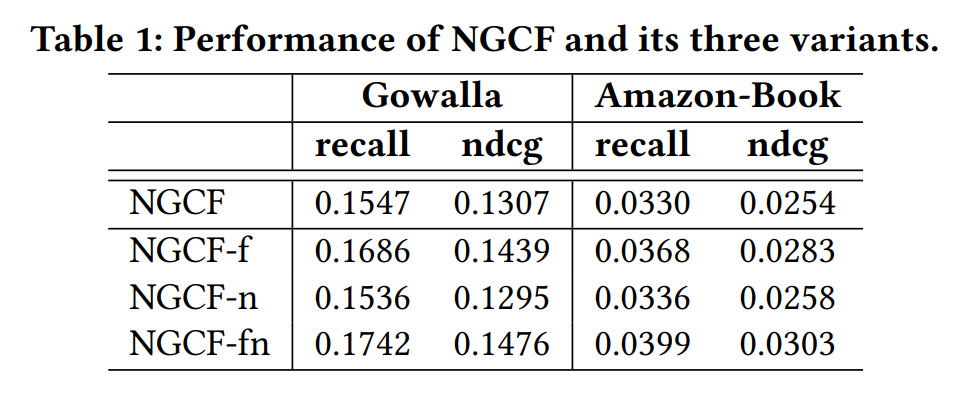 Table 1: Performance of NGCF and its three variants.
Gowalla Amazon-Book
recall ndcg recall ndcg
NGCF 0.1547 0.1307 0.0330 0.0254
NGCF-f 0.1686 0.1439 0.0368 0.0283
NGCF-n 0.1536 0.1295 0.0336 0.0258
NGCF-fn 0.1742 0.1476 0.0399 0.0303